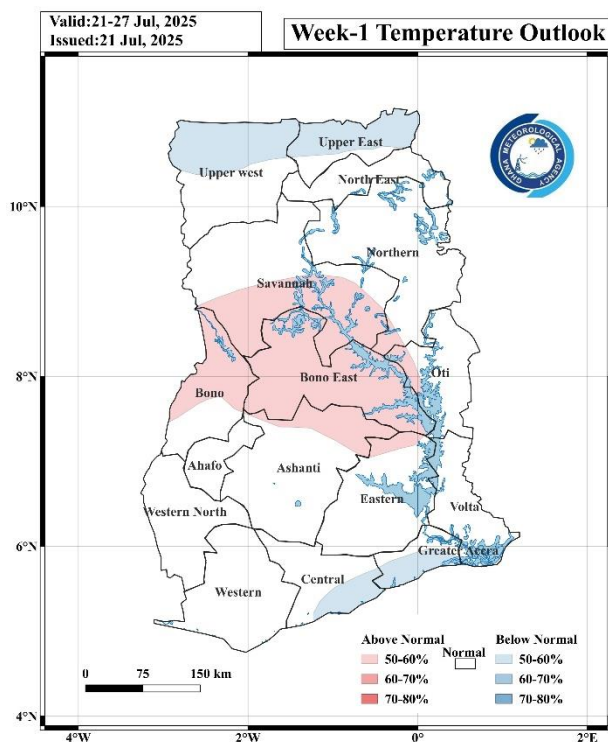 Valid:21-27 Jul, 2025
Issued:21 Jul, 2025
Week-1 Temperature Outlook
Upper East
Upper west
North East
GHANA METEOROLOGICAL AGENCY
10°N
Northern
Savannah
8°N
Bono
Bono East
Oti
Ahafo
Ashanti
Western North
Eastern
Volta
6°N
Greater Accra
Western
Central
Above Normal
Normal
Below Normal
50-60%
50-60%
60-70%
60-70%
70-80%
70-80%
0
75
150 km
4°N
4°W
2°W
0°
2°E